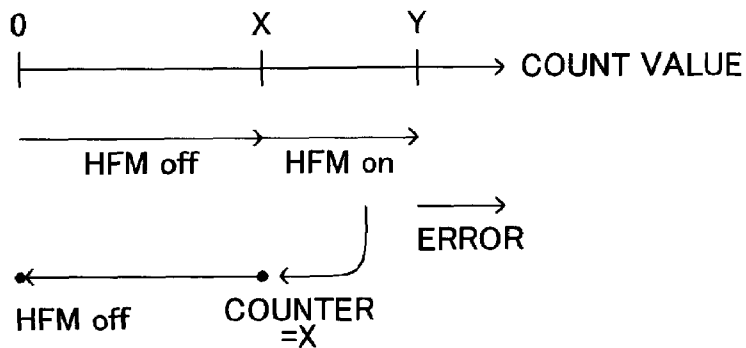 0 X Y
COUNT VALUE
HFM off HFM on
ERROR
HFM off
COUNTER
=X